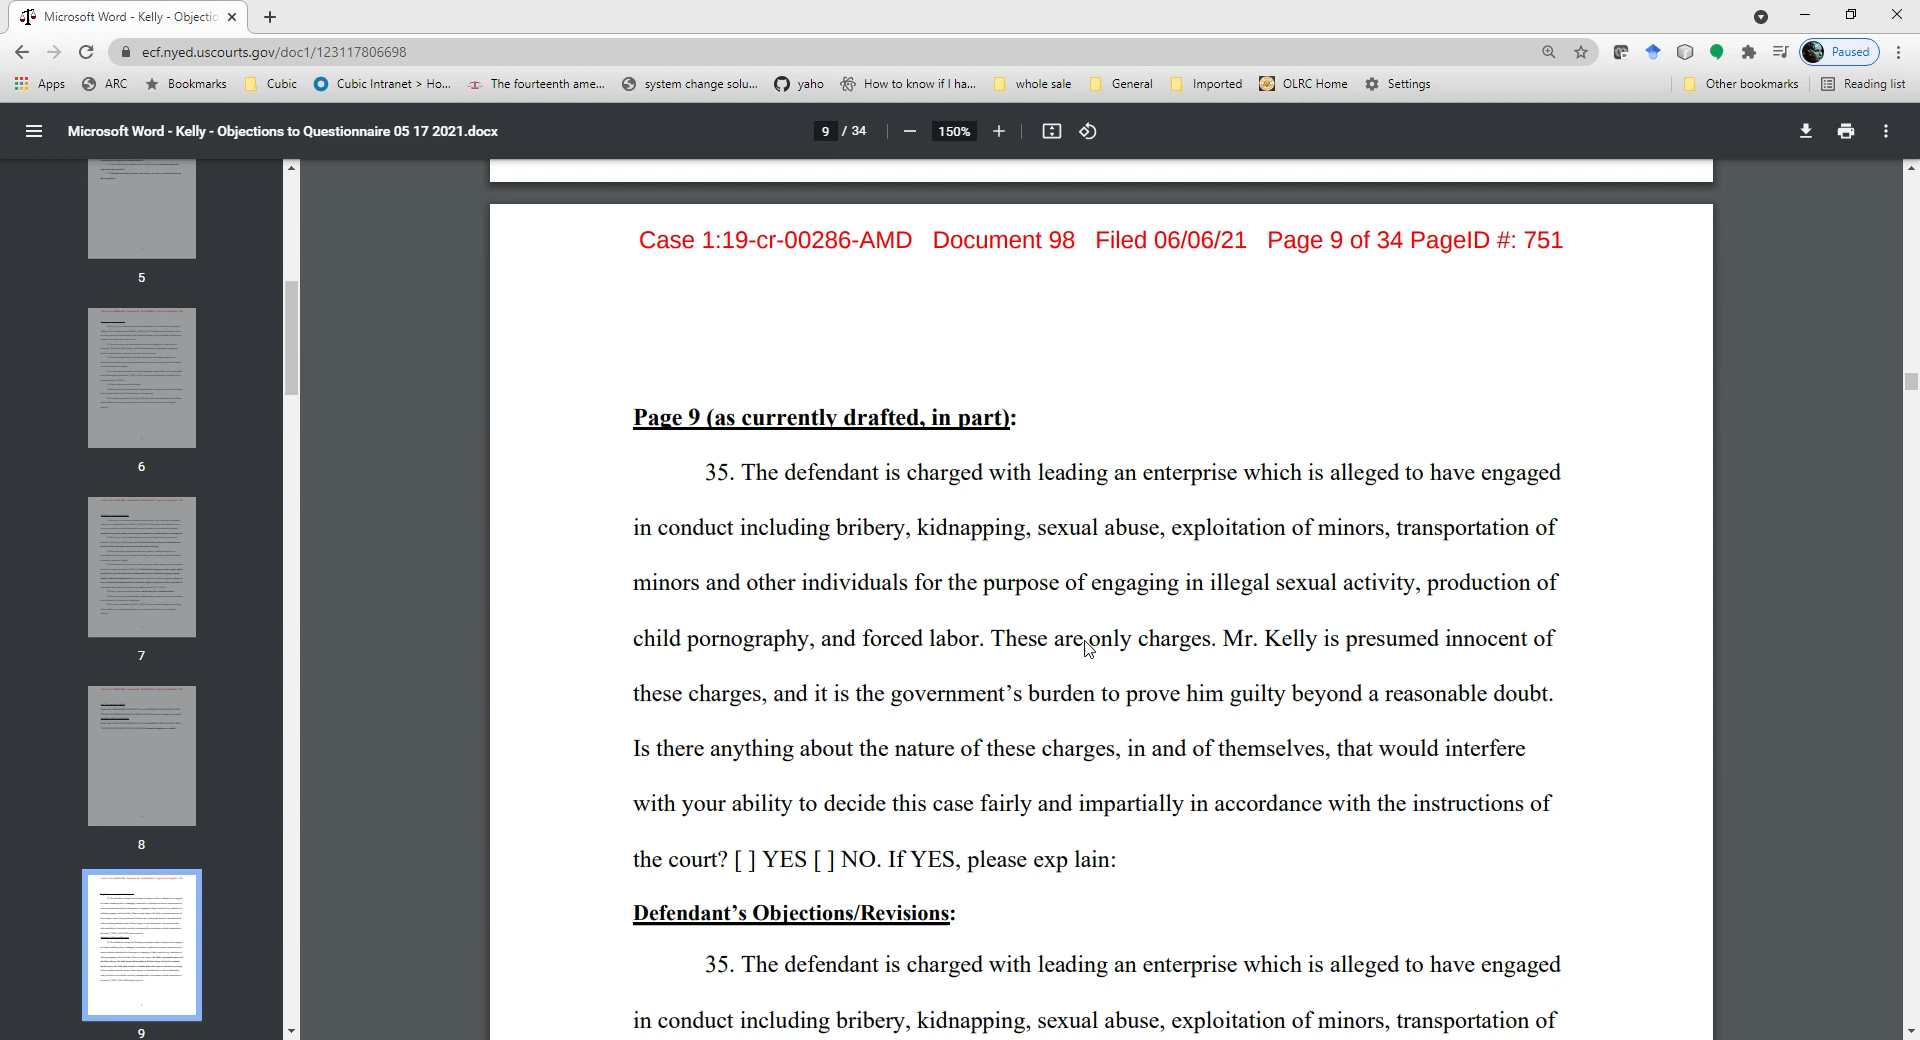 Microsoft Word - Kelly - Objectio
ecf.nyed.uscourts.gov/doc1/123117806698
Paused
Apps ARC Bookmarks Cubic Cubic Intranet > Ho... The fourteenth ame... system change solu... yaho How to know if I ha... whole sale General Imported OLRC Home Settings Other bookmarks Reading list
Microsoft Word - Kelly - Objections to Questionnaire 05 17 2021.docx
9 / 34
150%
5
6
7
8
9
Case 1:19-cr-00286-AMD Document 98 Filed 06/06/21 Page 9 of 34 PageID #: 751
Page 9 (as currently drafted, in part):
35. The defendant is charged with leading an enterprise which is alleged to have engaged
in conduct including bribery, kidnapping, sexual abuse, exploitation of minors, transportation of
minors and other individuals for the purpose of engaging in illegal sexual activity, production of
child pornography, and forced labor. These are only charges. Mr. Kelly is presumed innocent of
these charges, and it is the government's burden to prove him guilty beyond a reasonable doubt.
Is there anything about the nature of these charges, in and of themselves, that would interfere
with your ability to decide this case fairly and impartially in accordance with the instructions of
the court? [ ] YES [ ] NO. If YES, please exp lain:
Defendant's Objections/Revisions:
35. The defendant is charged with leading an enterprise which is alleged to have engaged
in conduct including bribery, kidnapping, sexual abuse, exploitation of minors, transportation of